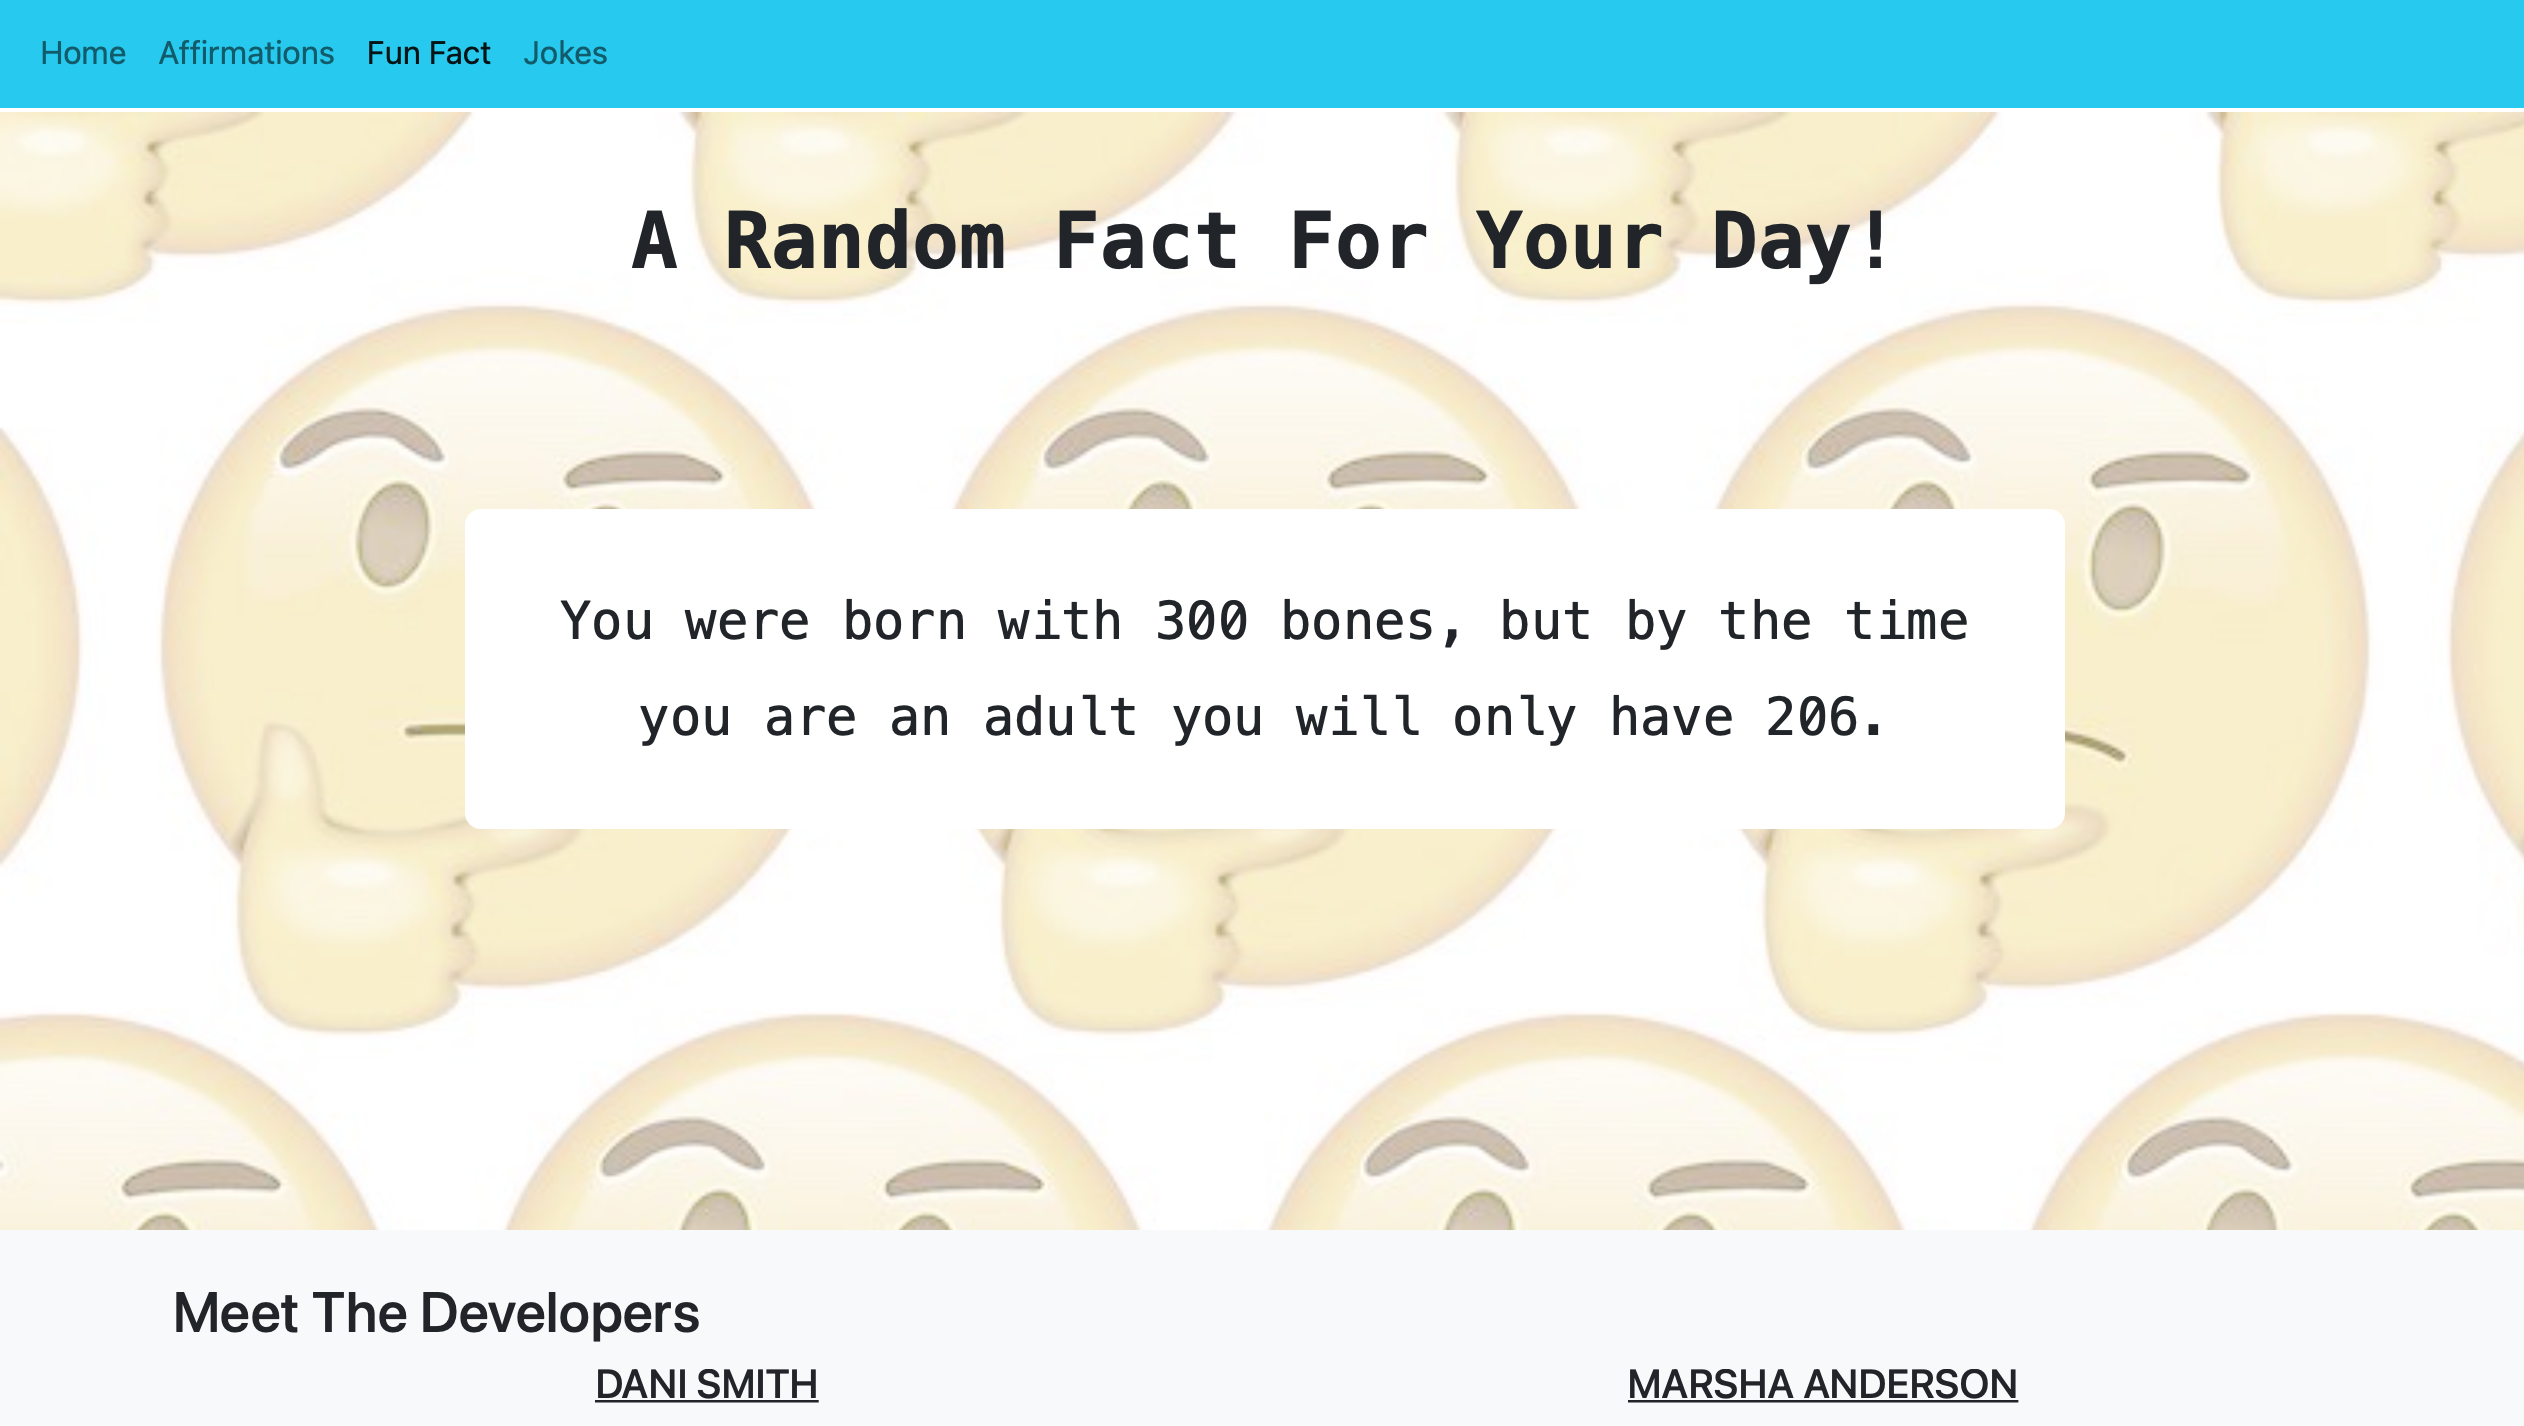 Home Affirmations Fun Fact Jokes
A Random Fact For Your Day!
You were born with 300 bones, but by the time
you are an adult you will only have 206.
Meet The Developers
DANI SMITH MARSHA ANDERSON